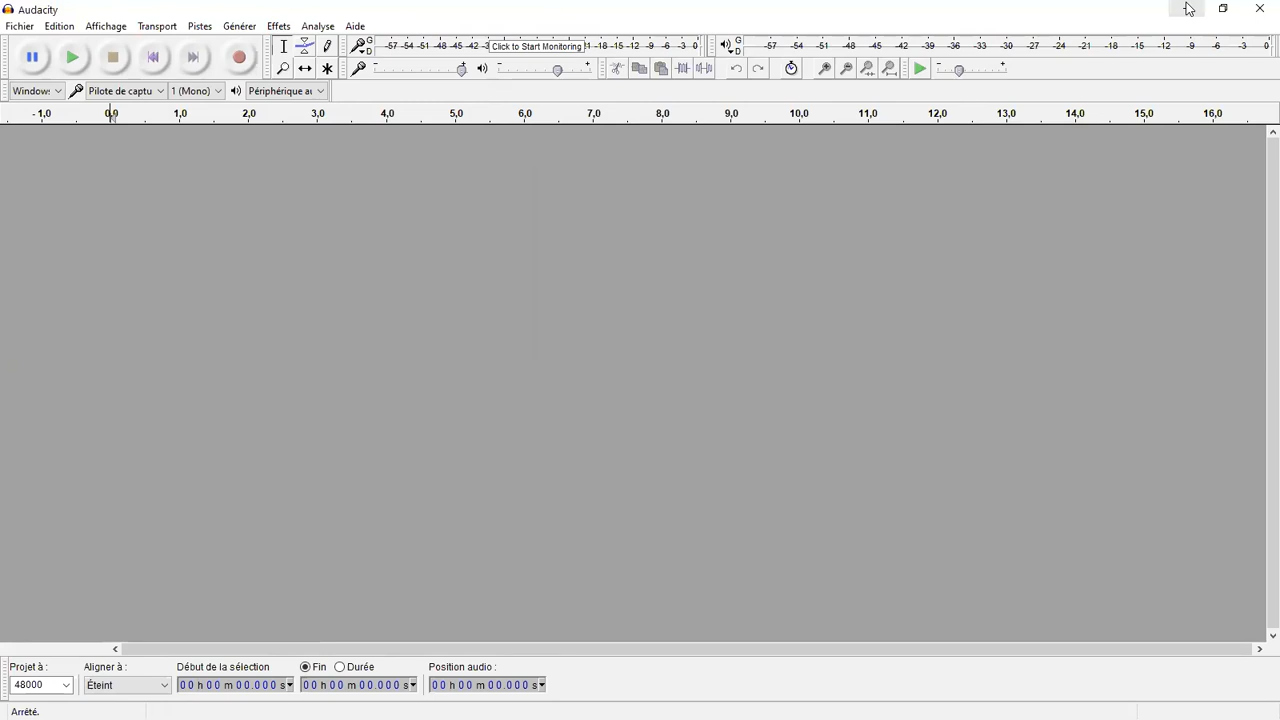 Audacity
Fichier Edition Affichage Transport Pistes Générer Effets Analyse Aide
G -57 -54 -51 -48 -45 -42 -3 Click to Start Monitoring -18 -15 -12 -9 -6 -3 0 G -57 -54 -51 -48 -45 -42 -39 -36 -33 -30 -27 -24 -21 -18 -15 -12 -9 -6 -3 0
D D
Windows Pilote de captu 1 (Mono) Périphérique au
- 1,0 0,0 1,0 2,0 3,0 4,0 5,0 6,0 7,0 8,0 9,0 10,0 11,0 12,0 13,0 14,0 15,0 16,0
Projet à : Aligner à : Début de la sélection Fin Durée Position audio :
48000 Éteint 00 h 00 m 00.000 s 00 h 00 m 00.000 s 00 h 00 m 00.000 s
Arrêté.